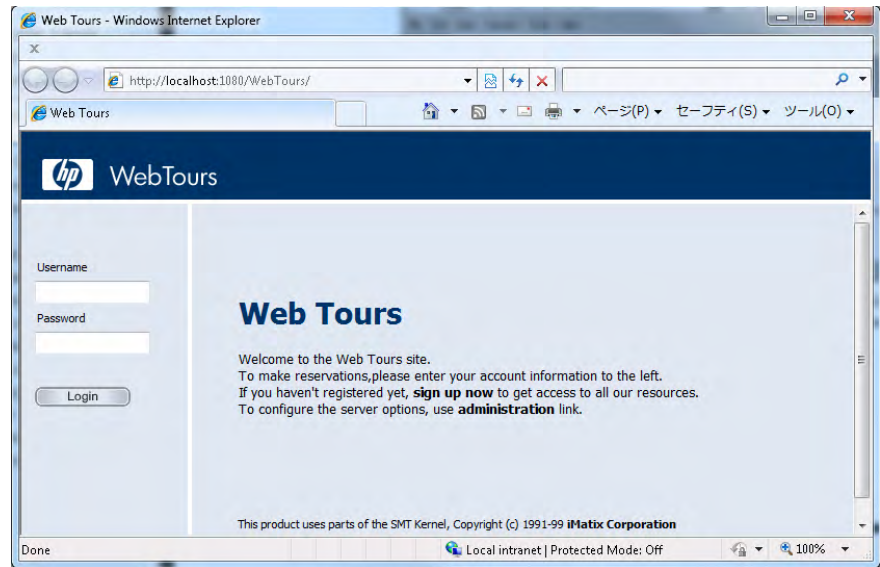 Web Tours - Windows Internet Explorer
x
http://localhost:1080/WebTours/
Web Tours
ページ(P)
セーフティ(S)
ツール(O)
hp WebTours
Username
Password
Login
Web Tours
Welcome to the Web Tours site.
To make reservations,please enter your account information to the left.
If you haven't registered yet, sign up now to get access to all our resources.
To configure the server options, use administration link.
This product uses parts of the SMT Kernel, Copyright (c) 1991-99 iMatix Corporation
Done
Local intranet | Protected Mode: Off
100%